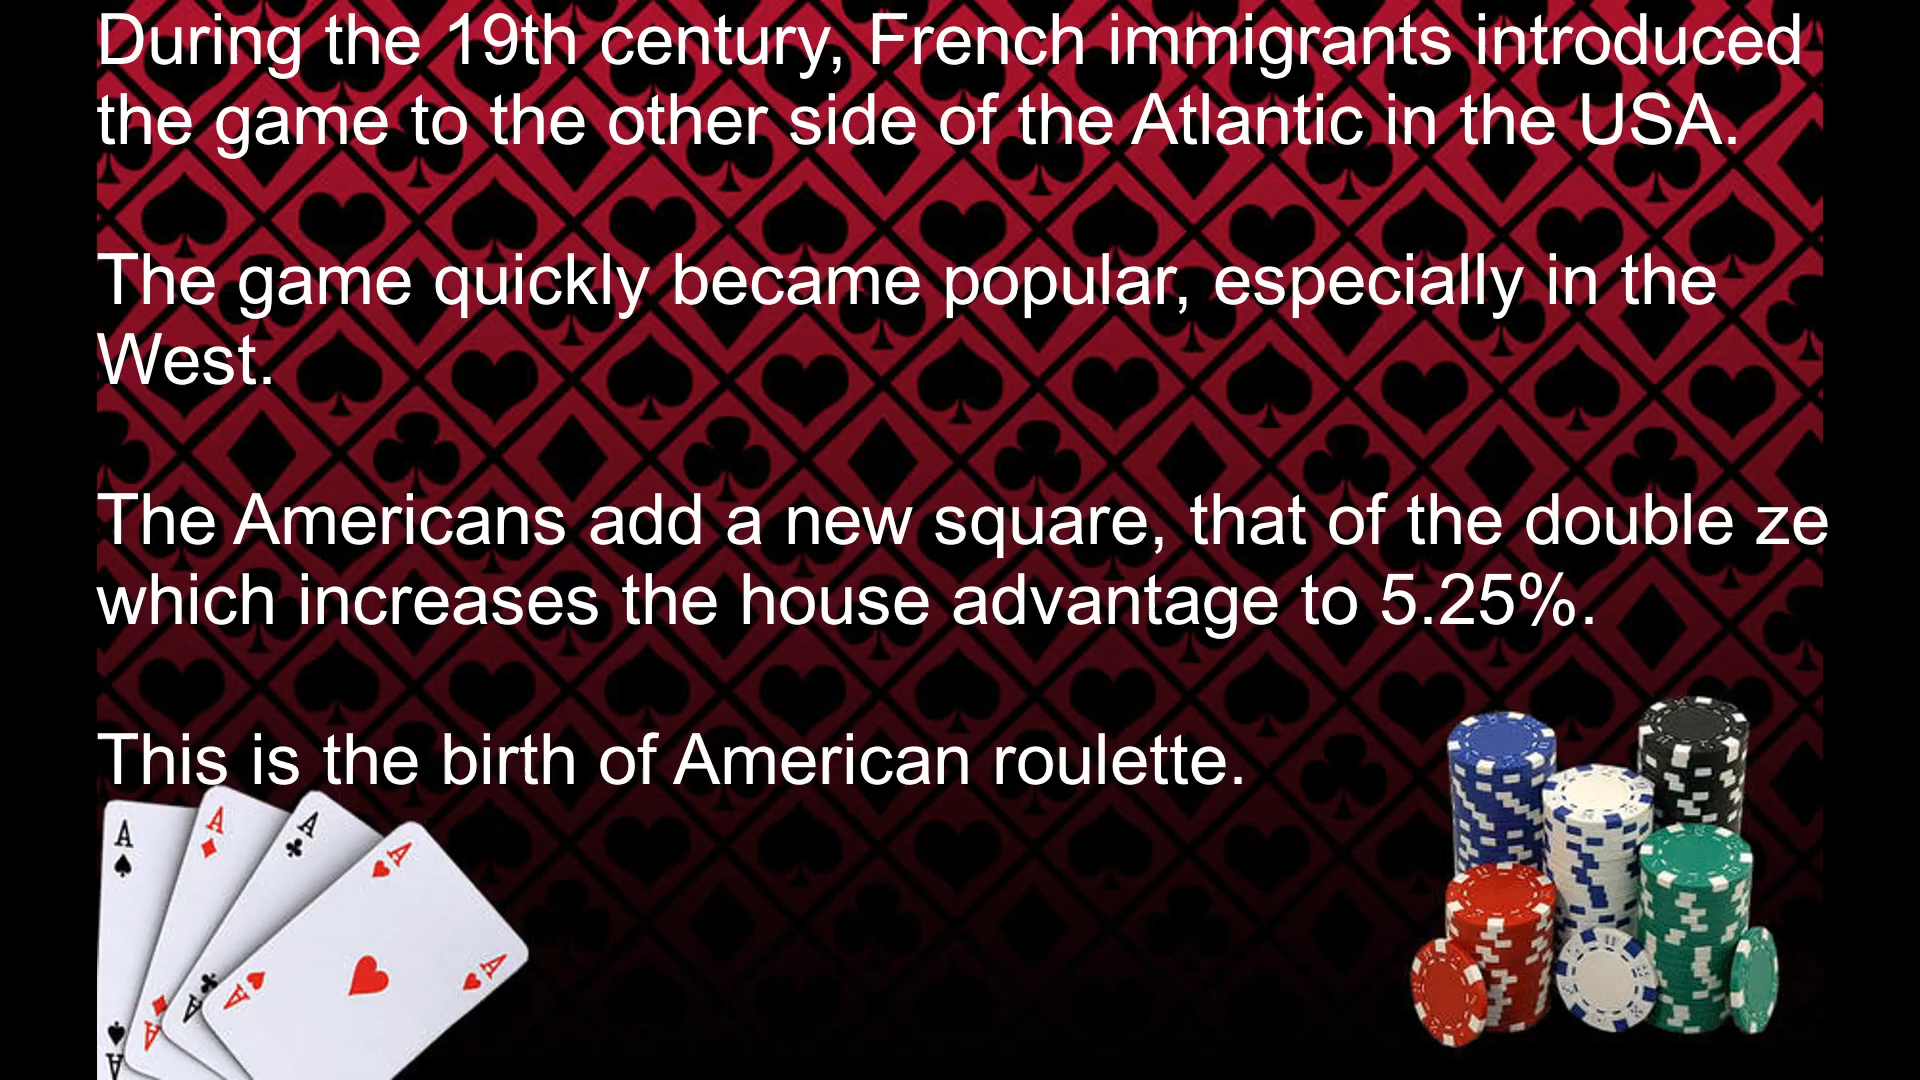 During the 19th century, French immigrants introduced
the game to the other side of the Atlantic in the USA.
The game quickly became popular, especially in the
West.
The Americans add a new square, that of the double ze
which increases the house advantage to 5.25%.
This is the birth of American roulette.
A
A
A
A
A
A
A
A
A